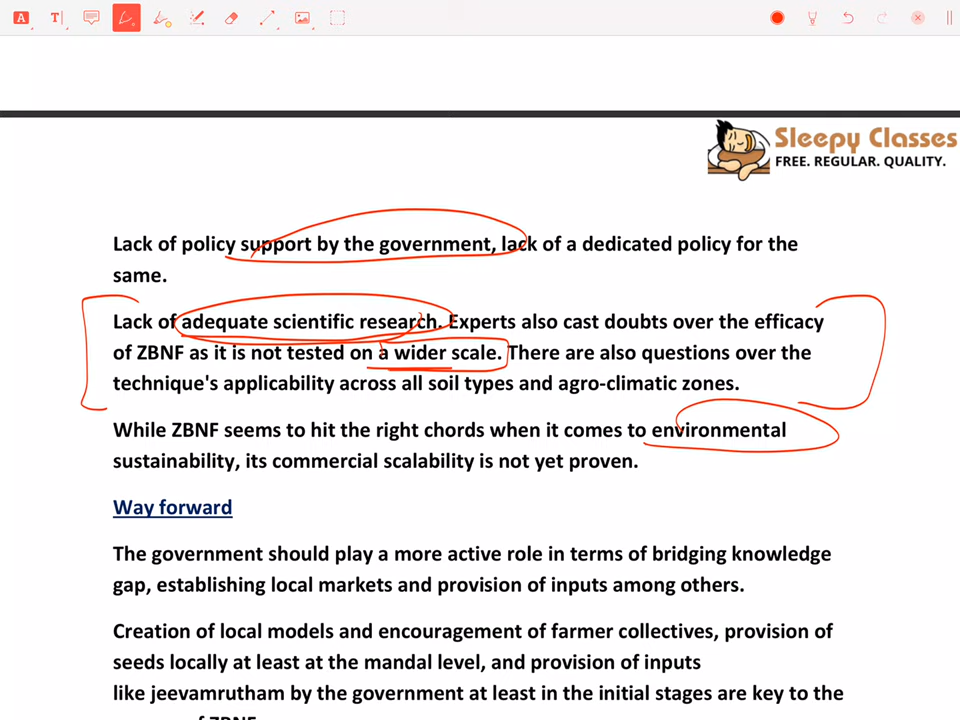 A T
Sleepy Classes
FREE. REGULAR. QUALITY.
Lack of policy support by the government, lack of a dedicated policy for the
same.
Lack of adequate scientific research. Experts also cast doubts over the efficacy
of ZBNF as it is not tested on a wider scale. There are also questions over the
technique's applicability across all soil types and agro-climatic zones.
While ZBNF seems to hit the right chords when it comes to environmental
sustainability, its commercial scalability is not yet proven.
Way forward
The government should play a more active role in terms of bridging knowledge
gap, establishing local markets and provision of inputs among others.
Creation of local models and encouragement of farmer collectives, provision of
seeds locally at least at the mandal level, and provision of inputs
like jeevamrutham by the government at least in the initial stages are key to the
of ZBNF